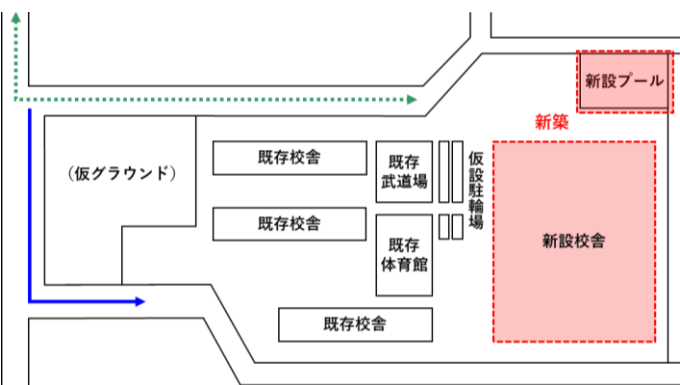 新設プール
新築
(仮グラウンド)
既存校舎
既存
武道場
仮設駐輪場
既存校舎
既存
体育館
新設校舎
既存校舎